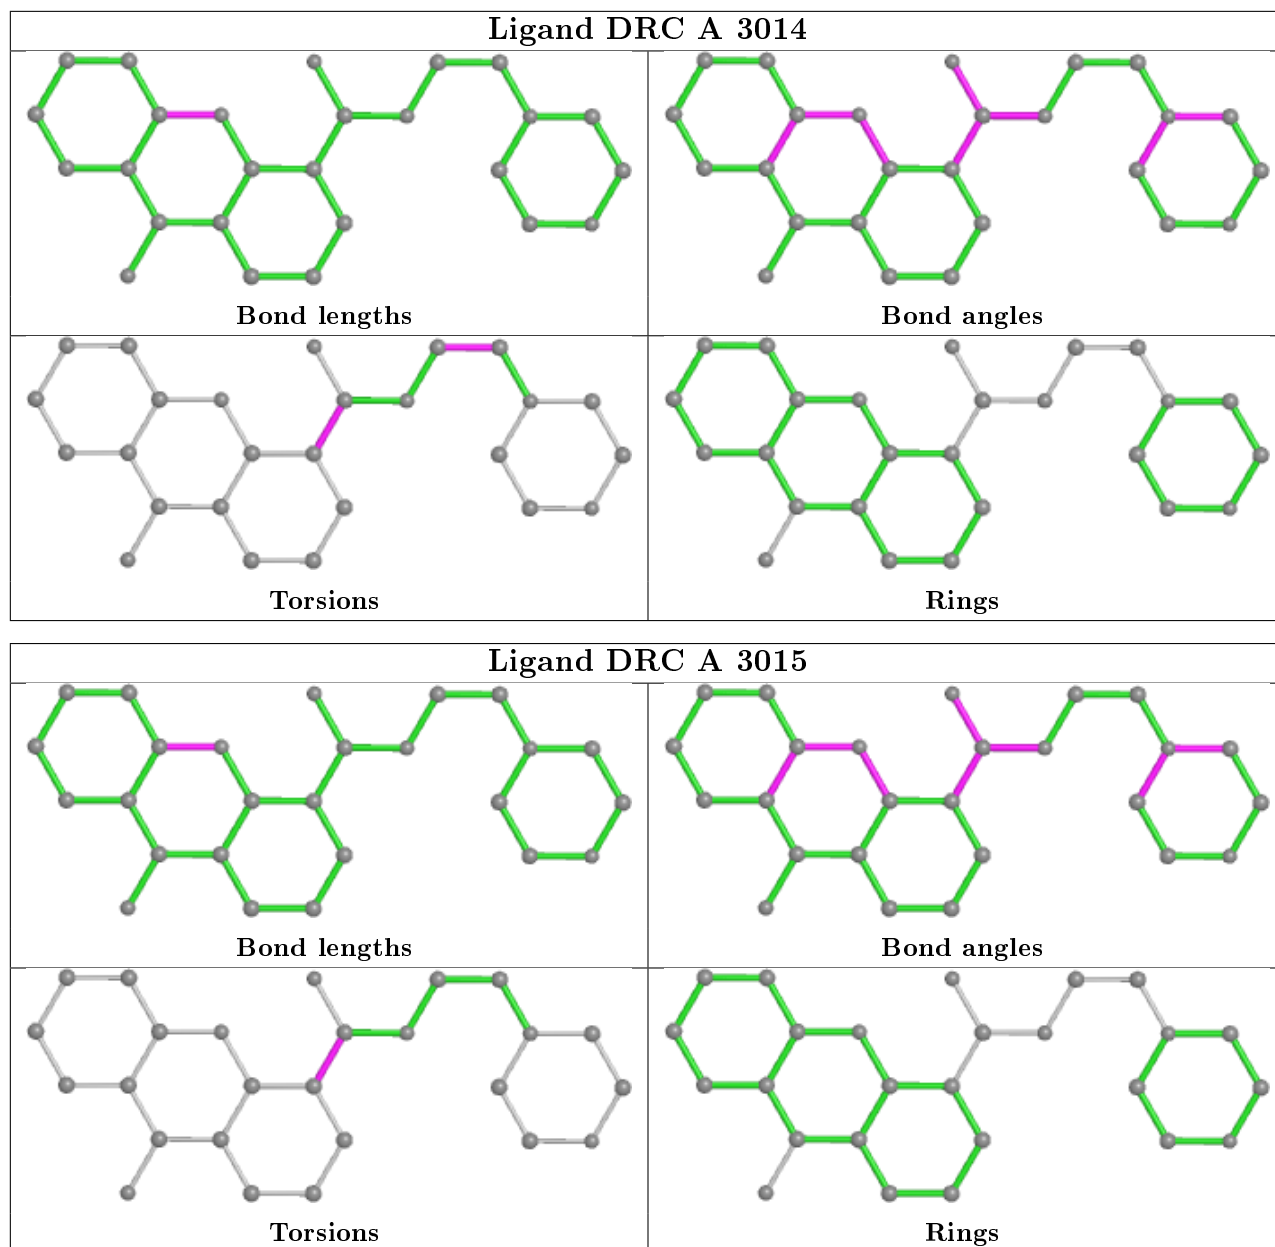 Ligand DRC A 3014
Bond lengths
Bond angles
Torsions
Rings
Ligand DRC A 3015
Bond lengths
Bond angles
Torsions
Rings